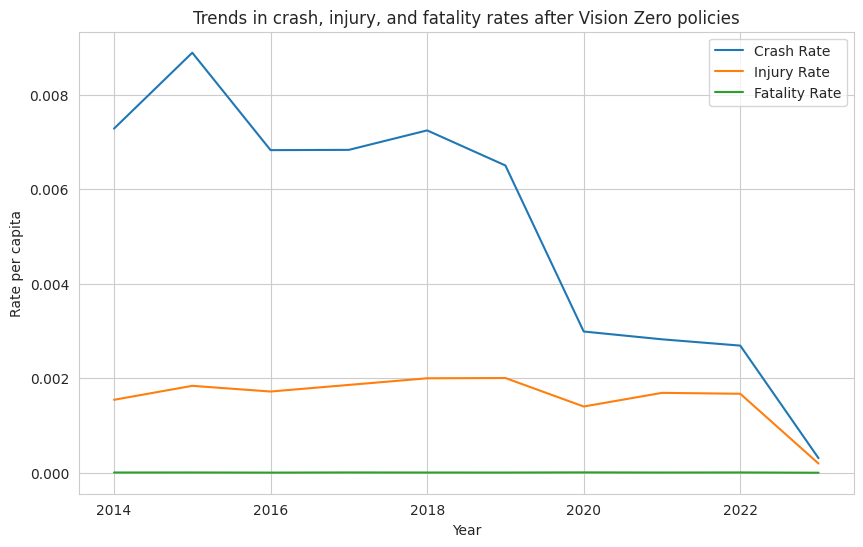 Trends in crash, injury, and fatality rates after Vision Zero policies
Crash Rate
Injury Rate
Fatality Rate
Rate per capita
0.008
0.006
0.004
0.002
0.000
2014 2016 2018 2020 2022
Year